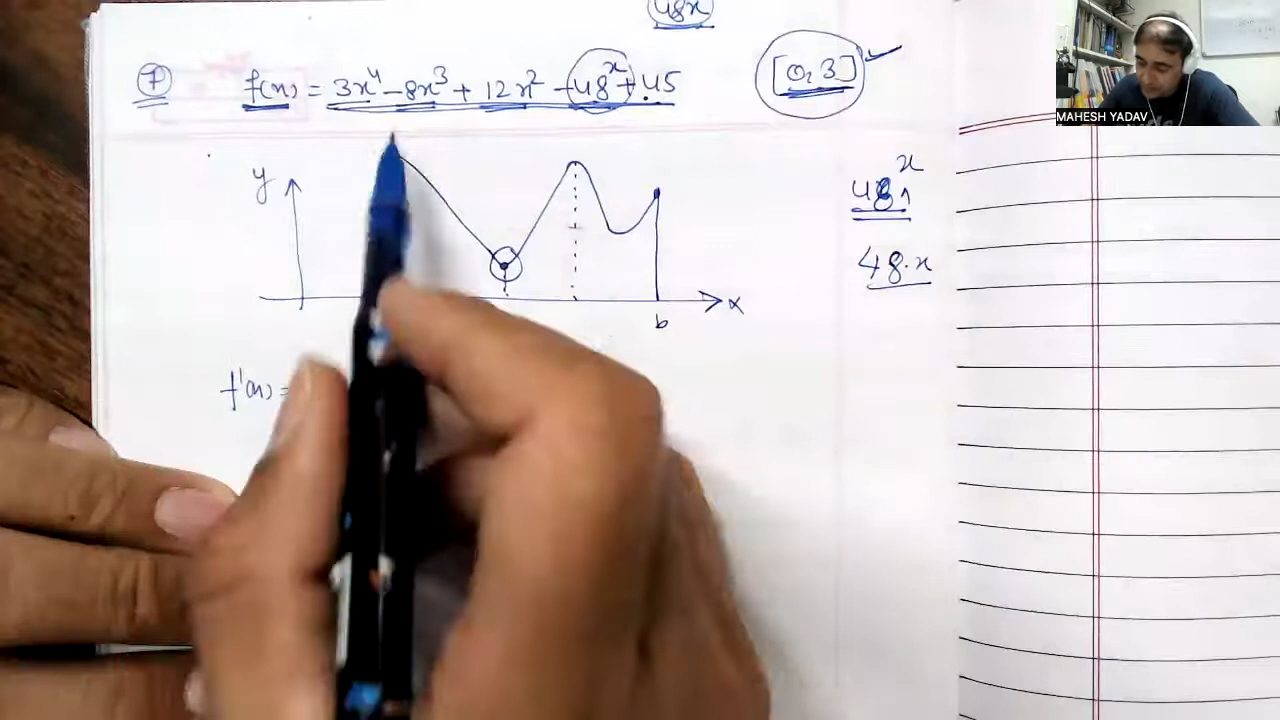 48x
⑦ f(x) = 3x⁴ - 8x³ + 12x² - 48ˣ + 45 [0, 3] ✓
MAHESH YADAV
y
48ˣ
48.x
x
b
f'(x) =